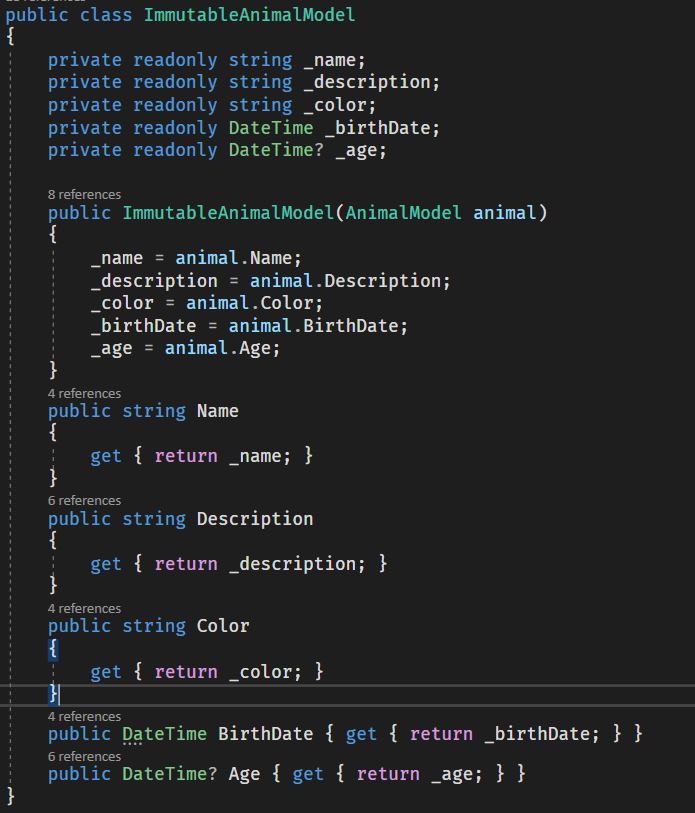 public class ImmutableAnimalModel
{
private readonly string _name;
private readonly string _description;
private readonly string _color;
private readonly DateTime _birthDate;
private readonly DateTime? _age;
8 references
public ImmutableAnimalModel(AnimalModel animal)
{
_name = animal.Name;
_description = animal.Description;
_color = animal.Color;
_birthDate = animal.BirthDate;
_age = animal.Age;
}
4 references
public string Name
{
get { return _name; }
}
6 references
public string Description
{
get { return _description; }
}
4 references
public string Color
{
get { return _color; }
}
4 references
public DateTime BirthDate { get { return _birthDate; } }
6 references
public DateTime? Age { get { return _age; } }
}